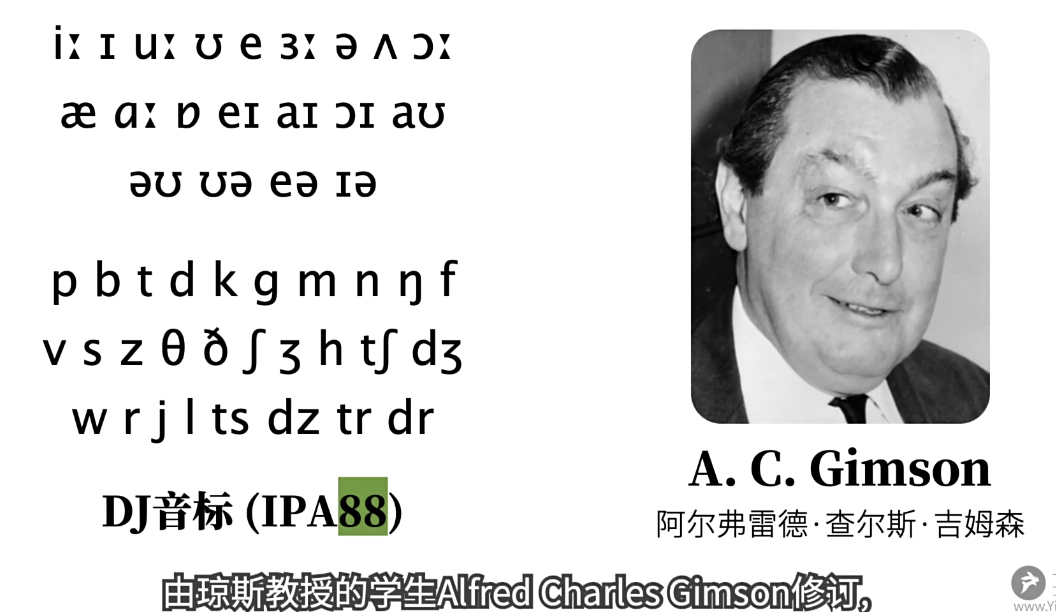 iː ɪ uː ʊ e ɜː ə ʌ ɔː
æ ɑː ɒ eɪ aɪ ɔɪ aʊ
əʊ ʊə eə ɪə
p b t d k g m n ŋ f
v s z θ ð ʃ ʒ h tʃ dʒ
w r j l ts dz tr dr
DJ音标 (IPA88)
A. C. Gimson
阿尔弗雷德·查尔斯·吉姆森
由琼斯教授的学生Alfred Charles Gimson修订,